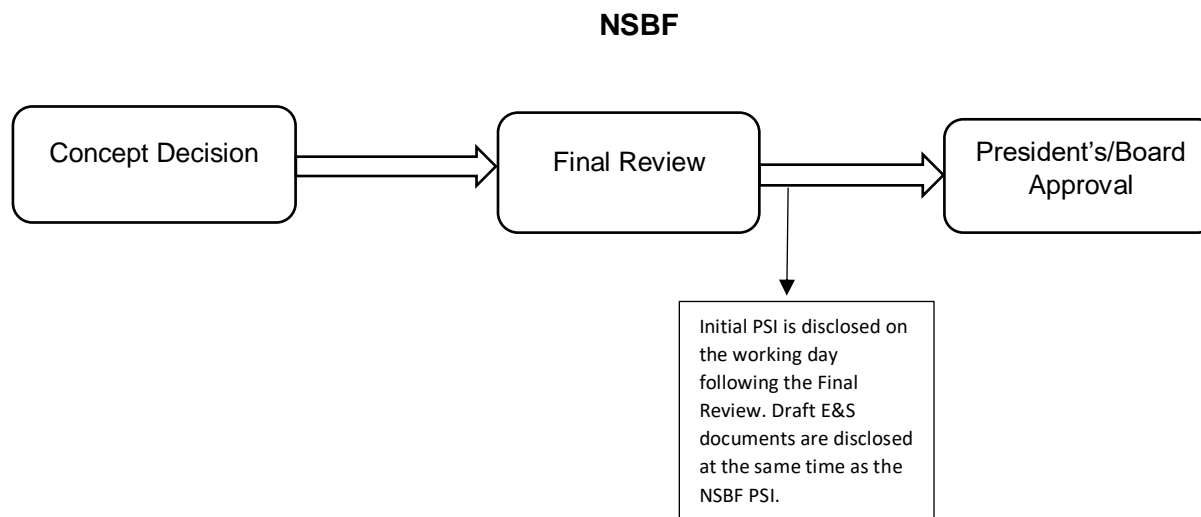 NSBF
Concept Decision
Final Review
President’s/Board
Approval
Initial PSI is disclosed on
the working day
following the Final
Review. Draft E&S
documents are disclosed
at the same time as the
NSBF PSI.